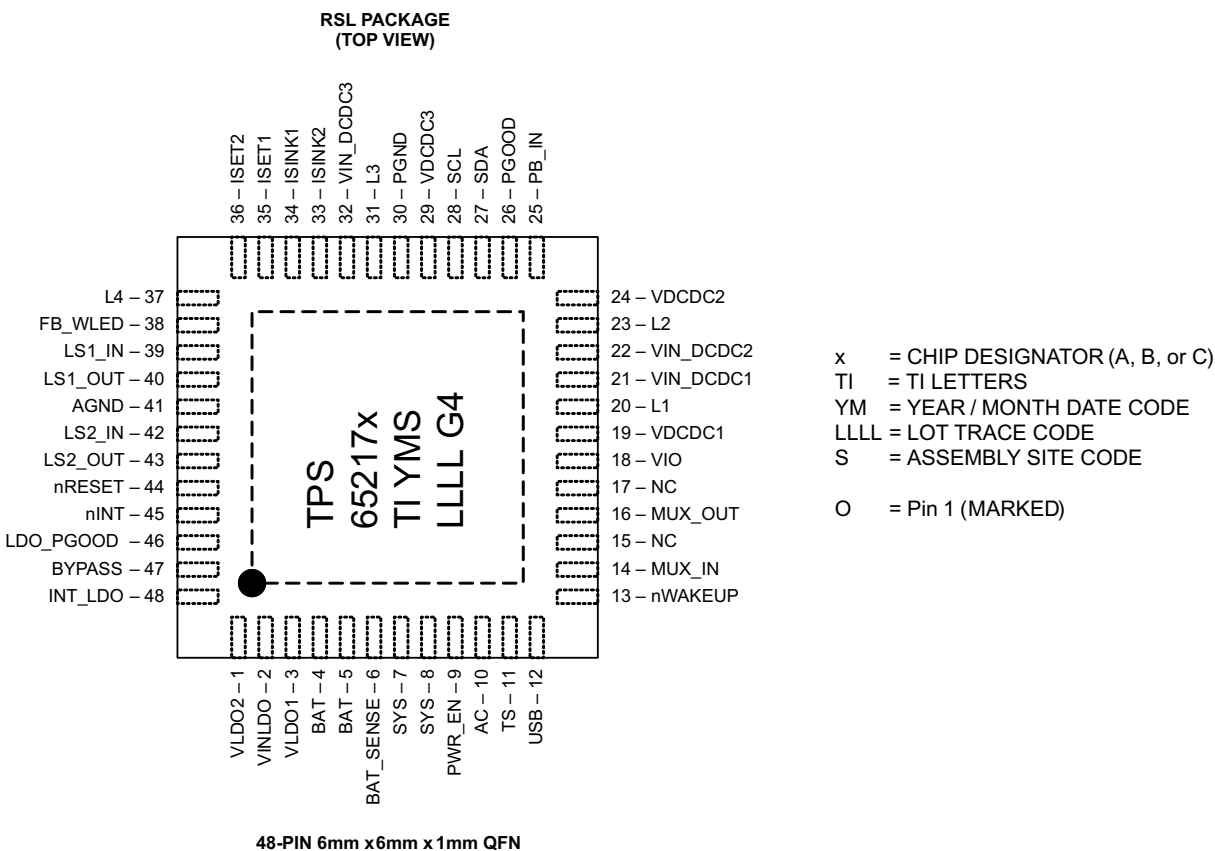 RSL PACKAGE
(TOP VIEW)
36 – ISET2
35 – ISET1
34 – ISINK1
33 – ISINK2
32 – VIN_DCDC3
31 – L3
30 – PGND
29 – VDCDC3
28 – SCL
27 – SDA
26 – PGOOD
25 – PB_IN
L4 – 37
FB_WLED – 38
LS1_IN – 39
LS1_OUT – 40
AGND – 41
LS2_IN – 42
LS2_OUT – 43
nRESET – 44
nINT – 45
LDO_PGOOD – 46
BYPASS – 47
INT_LDO – 48
TPS
65217x
TI YMS
LLLL G4
24 – VDCDC2
23 – L2
22 – VIN_DCDC2
21 – VIN_DCDC1
20 – L1
19 – VDCDC1
18 – VIO
17 – NC
16 – MUX_OUT
15 – NC
14 – MUX_IN
13 – nWAKEUP
x = CHIP DESIGNATOR (A, B, or C)
TI = TI LETTERS
YM = YEAR / MONTH DATE CODE
LLLL = LOT TRACE CODE
S = ASSEMBLY SITE CODE
O = Pin 1 (MARKED)
VLDO2 – 1
VINLDO – 2
VLDO1 – 3
BAT – 4
BAT – 5
BAT_SENSE – 6
SYS – 7
SYS – 8
PWR_EN – 9
AC – 10
TS – 11
USB – 12
48-PIN 6mm x 6mm x 1mm QFN